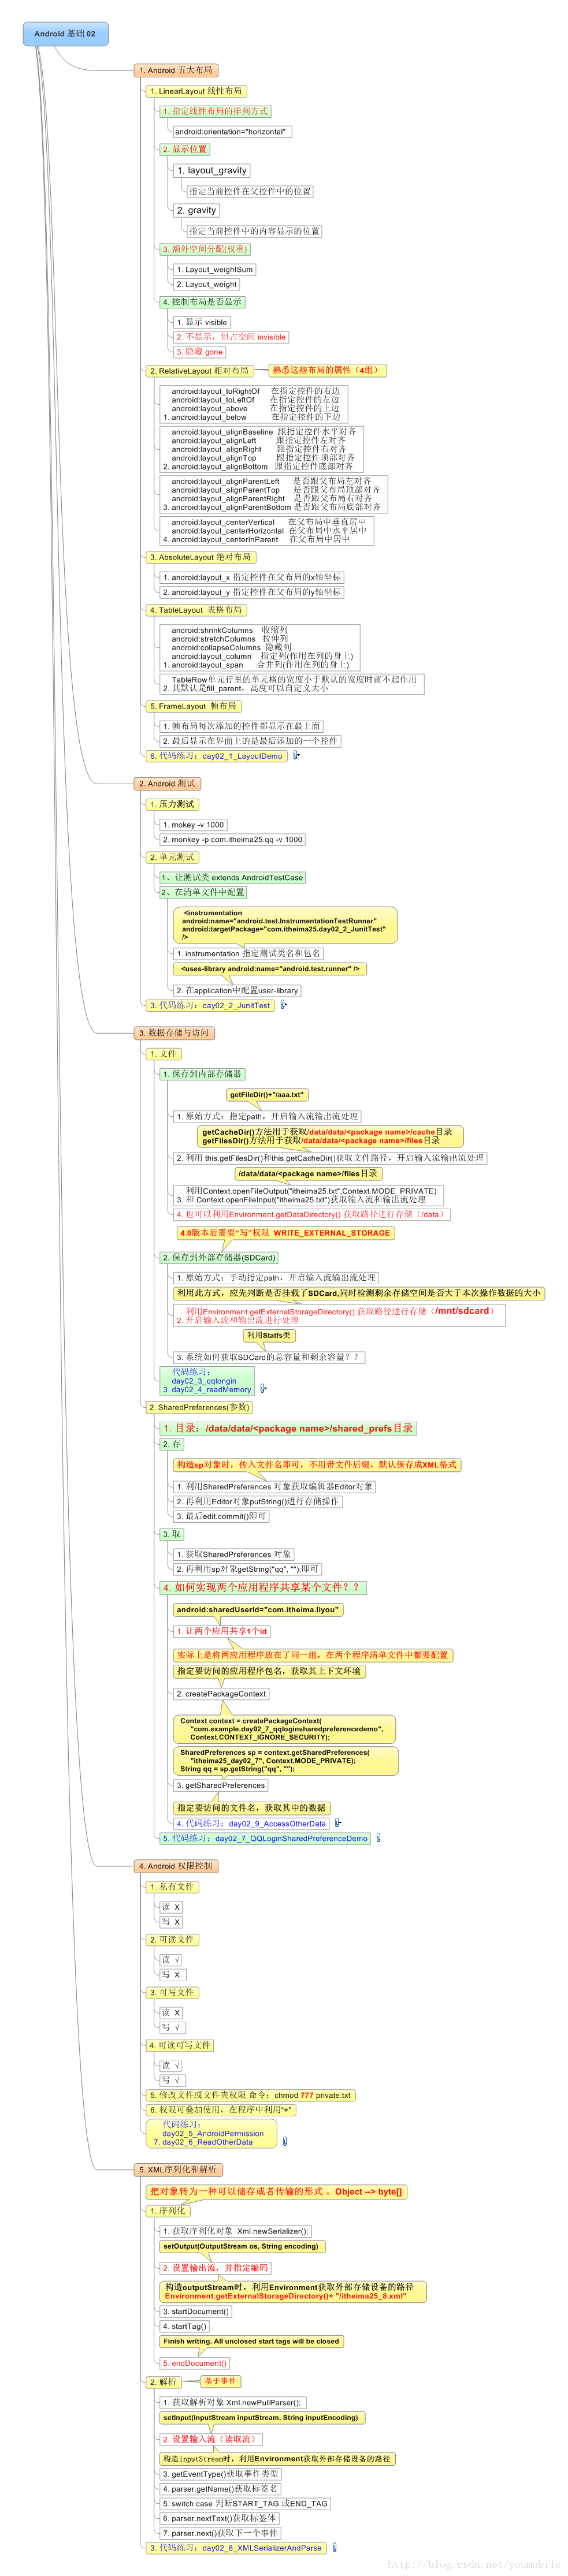 Android 基础 02
1. Android 五大布局
1. LinearLayout 线性布局
1. 指定线性布局的排列方式
android:orientation="horizontal"
2. 显示位置
1. layout_gravity
指定当前控件在父控件中的位置
2. gravity
指定当前控件中的内容显示的位置
3. 额外空间分配(权重)
1. Layout_weightSum
2. Layout_weight
4. 控制布局是否显示
1. 显示 visible
2. 不显示，但占空间 invisible
3. 隐藏 gone
2. RelativeLayout 相对布局
熟悉这些布局的属性（4组）
android:layout_toRightOf 在指定控件的右边
android:layout_toLeftOf 在指定控件的左边
android:layout_above 在指定控件的上边
1. android:layout_below 在指定控件的下边
android:layout_alignBaseline 跟指定控件水平对齐
android:layout_alignLeft 跟指定控件左对齐
android:layout_alignRight 跟指定控件右对齐
android:layout_alignTop 跟指定控件顶部对齐
2. android:layout_alignBottom 跟指定控件底部对齐
android:layout_alignParentLeft 是否跟父布局左对齐
android:layout_alignParentTop 是否跟父布局顶部对齐
android:layout_alignParentRight 是否跟父布局右对齐
3. android:layout_alignParentBottom 是否跟父布局底部对齐
android:layout_centerVertical 在父布局中垂直居中
android:layout_centerHorizontal 在父布局中水平居中
4. android:layout_centerInParent 在父布局中居中
3. AbsoluteLayout 绝对布局
1. android:layout_x 指定控件在父布局的x轴坐标
2. android:layout_y 指定控件在父布局的y轴坐标
4. TableLayout 表格布局
android:shrinkColumns 收缩列
android:stretchColumns 拉伸列
android:collapseColumns 隐藏列
android:layout_column 指定列(作用在列的身上)
1. android:layout_span 合并列(作用在列的身上)
TableRow单元行里的单元格的宽度小于默认的宽度时就不起作用
2. 其默认是fill_parent，高度可以自定义大小
5. FrameLayout 帧布局
1. 帧布局每次添加的控件都显示在最上面
2. 最后显示在界面上的是最后添加的一个控件
6. 代码练习：day02_1_LayoutDemo
2. Android 测试
1. 压力测试
1. mokey -v 1000
2. monkey -p com.itheima25.qq -v 1000
2. 单元测试
1、让测试类 extends AndroidTestCase
2、在清单文件中配置
<instrumentation
android:name="android.test.InstrumentationTestRunner"
android:targetPackage="com.itheima25.day02_2_JunitTest"
/>
1. instrumentation 指定测试类名和包名
<uses-library android:name="android.test.runner" />
2. 在application中配置user-library
3. 代码练习：day02_2_JunitTest
3. 数据存储与访问
1. 文件
1. 保存到内部存储器
getFileDir()+"/aaa.txt"
1. 原始方式：指定path，开启输入流输出流处理
getCacheDir()方法用于获取/data/data/<package name>/cache目录
getFilesDir()方法用于获取/data/data/<package name>/files目录
2. 利用 this.getFilesDir()和this.getCacheDir()获取文件路径，开启输入流输出流处理
/data/data/<package name>/files目录
利用Context.openFileOutput("itheima25.txt",Context.MODE_PRIVATE)
3. 和 Context.openFileInput("itheima25.txt")获取输入流和输出流处理
4. 也可以利用Environment.getDataDirectory() 获取路径进行存储（/data）
4.0版本后需要"写"权限 WRITE_EXTERNAL_STORAGE
2. 保存到外部存储器(SDCard)
1. 原始方式：手动指定path，开启输入流输出流处理
利用此方式，应先判断是否挂载了SDCard,同时检测剩余存储空间是否大于本次操作数据的大小
利用Environment.getExternalStorageDirectory() 获取路径进行存储（/mnt/sdcard）
2. 开启输入流和输出流进行处理
利用Statfs类
3. 系统如何获取SDCard的总容量和剩余容量？？
代码练习：
day02_3_qqlongin
3. day02_4_readMemory
2. SharedPreferences(参数)
1. 目录：/data/data/<package name>/shared_prefs目录
2. 存
构造sp对象时，传入文件名即可，不用带文件后缀，默认保存成XML格式
1. 利用SharedPreferences 对象获取编辑器Editor对象
2. 再利用Editor对象putString()进行存储操作
3. 最后edit.commit()即可
3. 取
1. 获取SharedPreferences 对象
2. 再利用sp对象getString("qq", "");即可
4. 如何实现两个应用程序共享某个文件？？
android:sharedUserId="com.itheima.liyou"
1. 让两个应用共享1个id
实际上是将两应用程序放在了同一组，在两个程序清单文件中都要配置
指定要访问的应用程序包名，获取其上下文环境
2. createPackageContext
Context context = createPackageContext(
"com.example.day02_7_qqloginsharedpreferencedemo",
Context.CONTEXT_IGNORE_SECURITY);
SharedPreferences sp = context.getSharedPreferences(
"itheima25_day02_7", Context.MODE_PRIVATE);
String qq = sp.getString("qq", "");
3. getSharedPreferences
指定要访问的文件名，获取其中的数据
4. 代码练习：day02_9_AccessOtherData
5. 代码练习：day02_7_QQLoginSharedPreferenceDemo
4. Android 权限控制
1. 私有文件
读 X
写 X
2. 可读文件
读 √
写 X
3. 可写文件
读 X
写 √
4. 可读可写文件
读 √
写 √
5. 修改文件或文件夹权限 命令：chmod 777 private.txt
6. 权限可叠加使用，在程序中利用"+"
代码练习：
day02_5_AndroidPermission
7. day02_6_ReadOtherData
5. XML序列化和解析
把对象转为一种可以储存或者传输的形式 。Object --> byte[]
1. 序列化
1. 获取序列化对象 Xml.newSerializer();
setOutput(OutputStream os, String encoding)
2. 设置输出流，并指定编码
构造outputStream时，利用Environment获取外部存储设备的路径
Environment.getExternalStorageDirectory()+ "/itheima25_8.xml"
3. startDocument()
4. startTag()
Finish writing. All unclosed start tags will be closed
5. endDocument()
2. 解析
基于事件
1. 获取解析对象 Xml.newPullParser();
setInput(InputStream inputStream, String inputEncoding)
2. 设置输入流（读取流）
构造inputStream时，利用Environment获取外部存储设备的路径
3. getEventType()获取事件类型
4. parser.getName()获取标签名
5. switch case 判断START_TAG 或END_TAG
6. parser.nextText()获取标签体
7. parser.next()获取下一个事件
3. 代码练习：day02_8_XMLSerializerAndParse
http://blog.csdn.net/youmobile